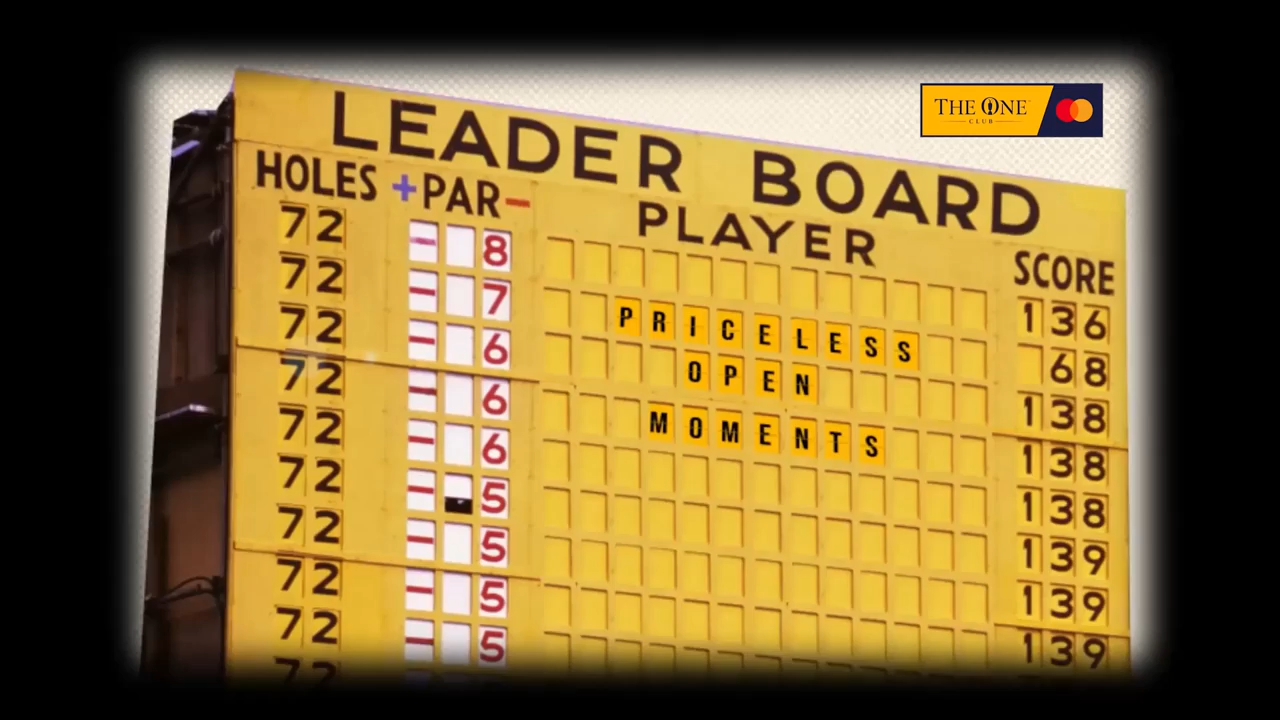 THE ONE
CLUB
LEADER BOARD
HOLES +PAR- PLAYER SCORE
72 - 8 136
72 - 7 PRICELESS 68
72 - 6 OPEN 138
72 - 6 MOMENTS 138
72 - 6 138
72 - 5 139
72 - 5 139
72 - 5 139
72 - 5
72